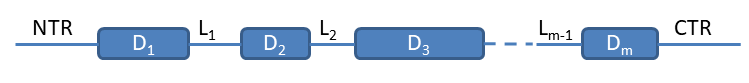 NTR L₁ L₂ Lₘ₋₁ CTR
D₁ D₂ D₃ Dₘ